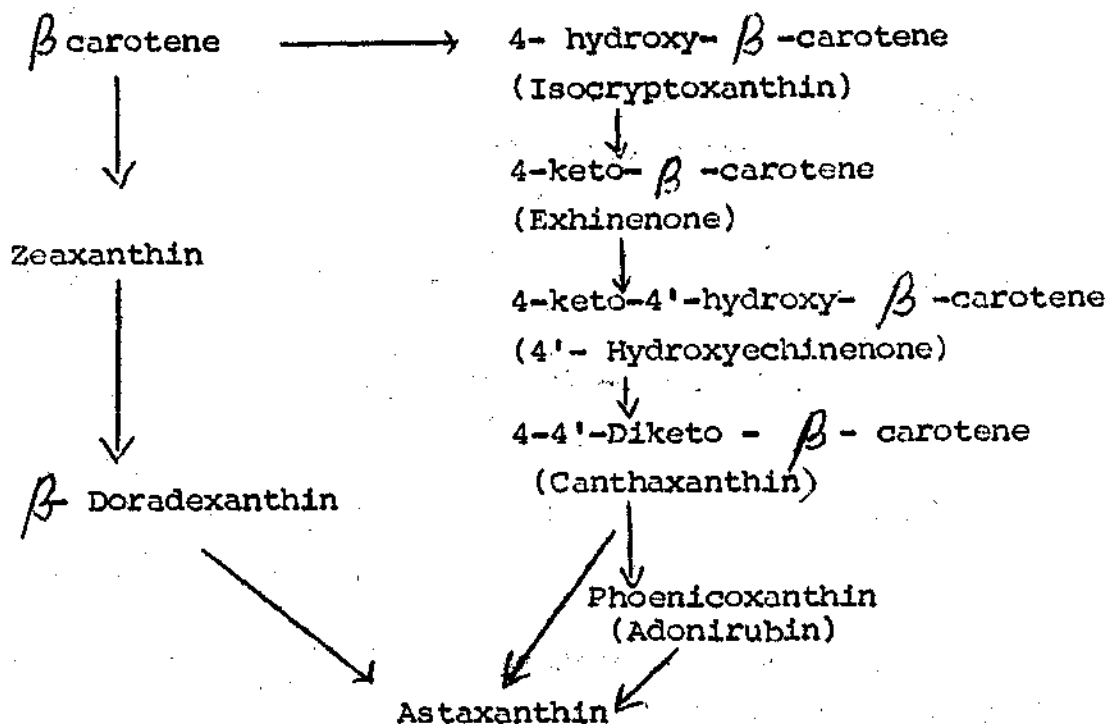 β carotene
4- hydroxy- β -carotene
(Isocryptoxanthin)
4-keto- β -carotene
(Exhinenone)
Zeaxanthin
4-keto-4'-hydroxy- β -carotene
(4'- Hydroxyechinenone)
4-4'-Diketo - β - carotene
(Canthaxanthin)
β- Doradexanthin
Phoenicoxanthin
(Adonirubin)
Astaxanthin